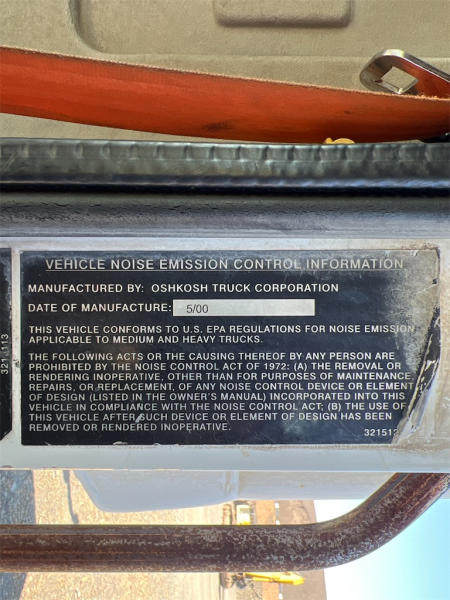 VEHICLE NOISE EMISSION CONTROL INFORMATION
MANUFACTURED BY: OSHKOSH TRUCK CORPORATION
DATE OF MANUFACTURE: 5/00
THIS VEHICLE CONFORMS TO U.S. EPA REGULATIONS FOR NOISE EMISSION
APPLICABLE TO MEDIUM AND HEAVY TRUCKS.
THE FOLLOWING ACTS OR THE CAUSING THEREOF BY ANY PERSON ARE
PROHIBITED BY THE NOISE CONTROL ACT OF 1972: (A) THE REMOVAL OR
RENDERING INOPERATIVE, OTHER THAN FOR PURPOSES OF MAINTENANCE,
REPAIRS, OR REPLACEMENT, OF ANY NOISE CONTROL DEVICE OR ELEMENT
OF DESIGN (LISTED IN THE OWNER'S MANUAL) INCORPORATED INTO THIS
VEHICLE IN COMPLIANCE WITH THE NOISE CONTROL ACT; (B) THE USE OF
THIS VEHICLE AFTER SUCH DEVICE OR ELEMENT OF DESIGN HAS BEEN
REMOVED OR RENDERED INOPERATIVE.
321512